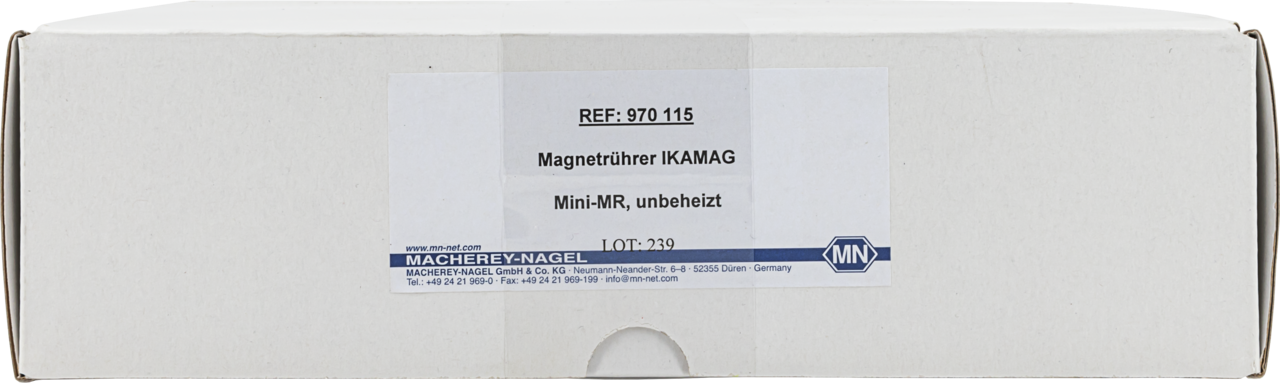 REF: 970 115
Magnetrührer IKAMAG
Mini-MR, unbeheizt
LOT: 239
www.mn-net.com
MACHEREY-NAGEL
MN
MACHEREY-NAGEL GmbH & Co. KG · Neumann-Neander-Str. 6–8 · 52355 Düren · Germany
Tel.: +49 24 21 969-0 · Fax: +49 24 21 969-199 · info@mn-net.com